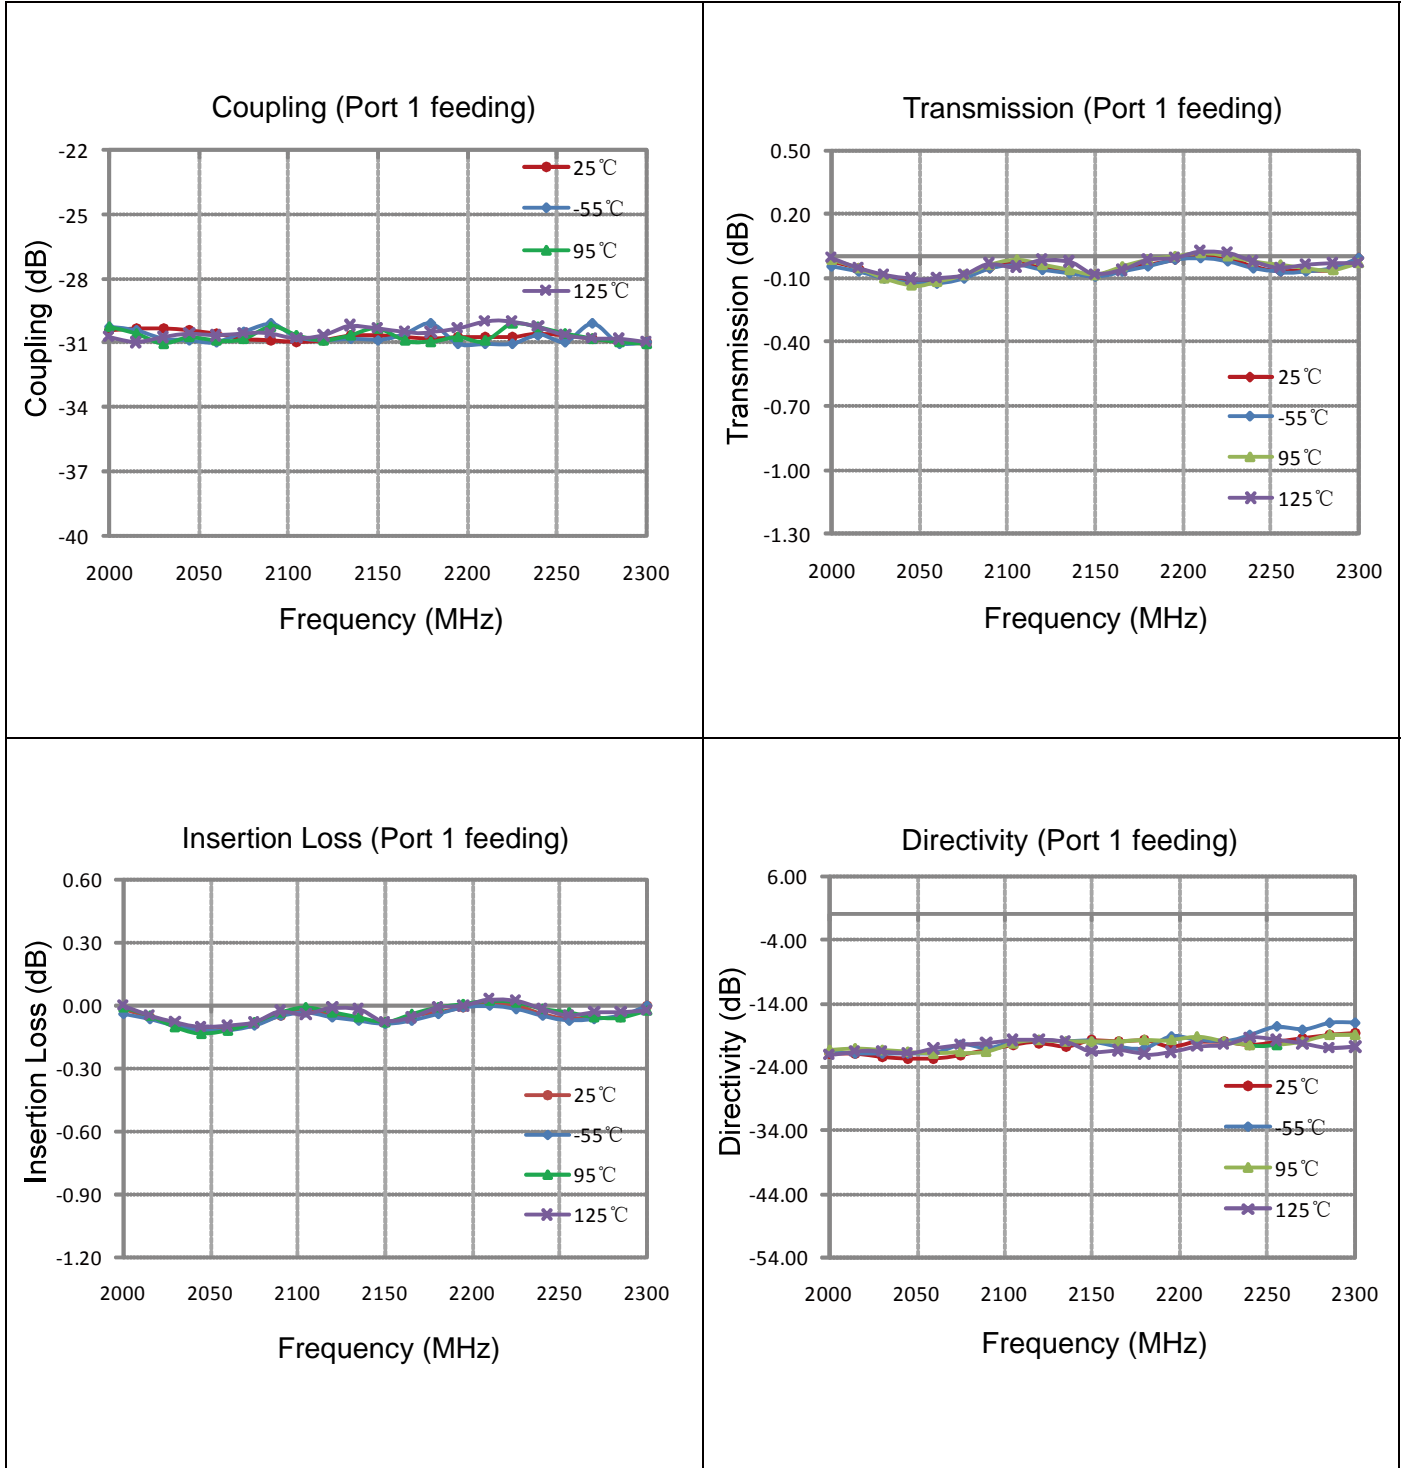 Coupling (Port 1 feeding)
Coupling (dB)
-22
-25
-28
-31
-34
-37
-40
25℃
-55℃
95℃
125℃
2000 2050 2100 2150 2200 2250 2300
Frequency (MHz)
Transmission (Port 1 feeding)
Transmission (dB)
0.50
0.20
-0.10
-0.40
-0.70
-1.00
-1.30
25℃
-55℃
95℃
125℃
2000 2050 2100 2150 2200 2250 2300
Frequency (MHz)
Insertion Loss (Port 1 feeding)
Insertion Loss (dB)
0.60
0.30
0.00
-0.30
-0.60
-0.90
-1.20
25℃
-55℃
95℃
125℃
2000 2050 2100 2150 2200 2250 2300
Frequency (MHz)
Directivity (Port 1 feeding)
Directivity (dB)
6.00
-4.00
-14.00
-24.00
-34.00
-44.00
-54.00
25℃
-55℃
95℃
125℃
2000 2050 2100 2150 2200 2250 2300
Frequency (MHz)